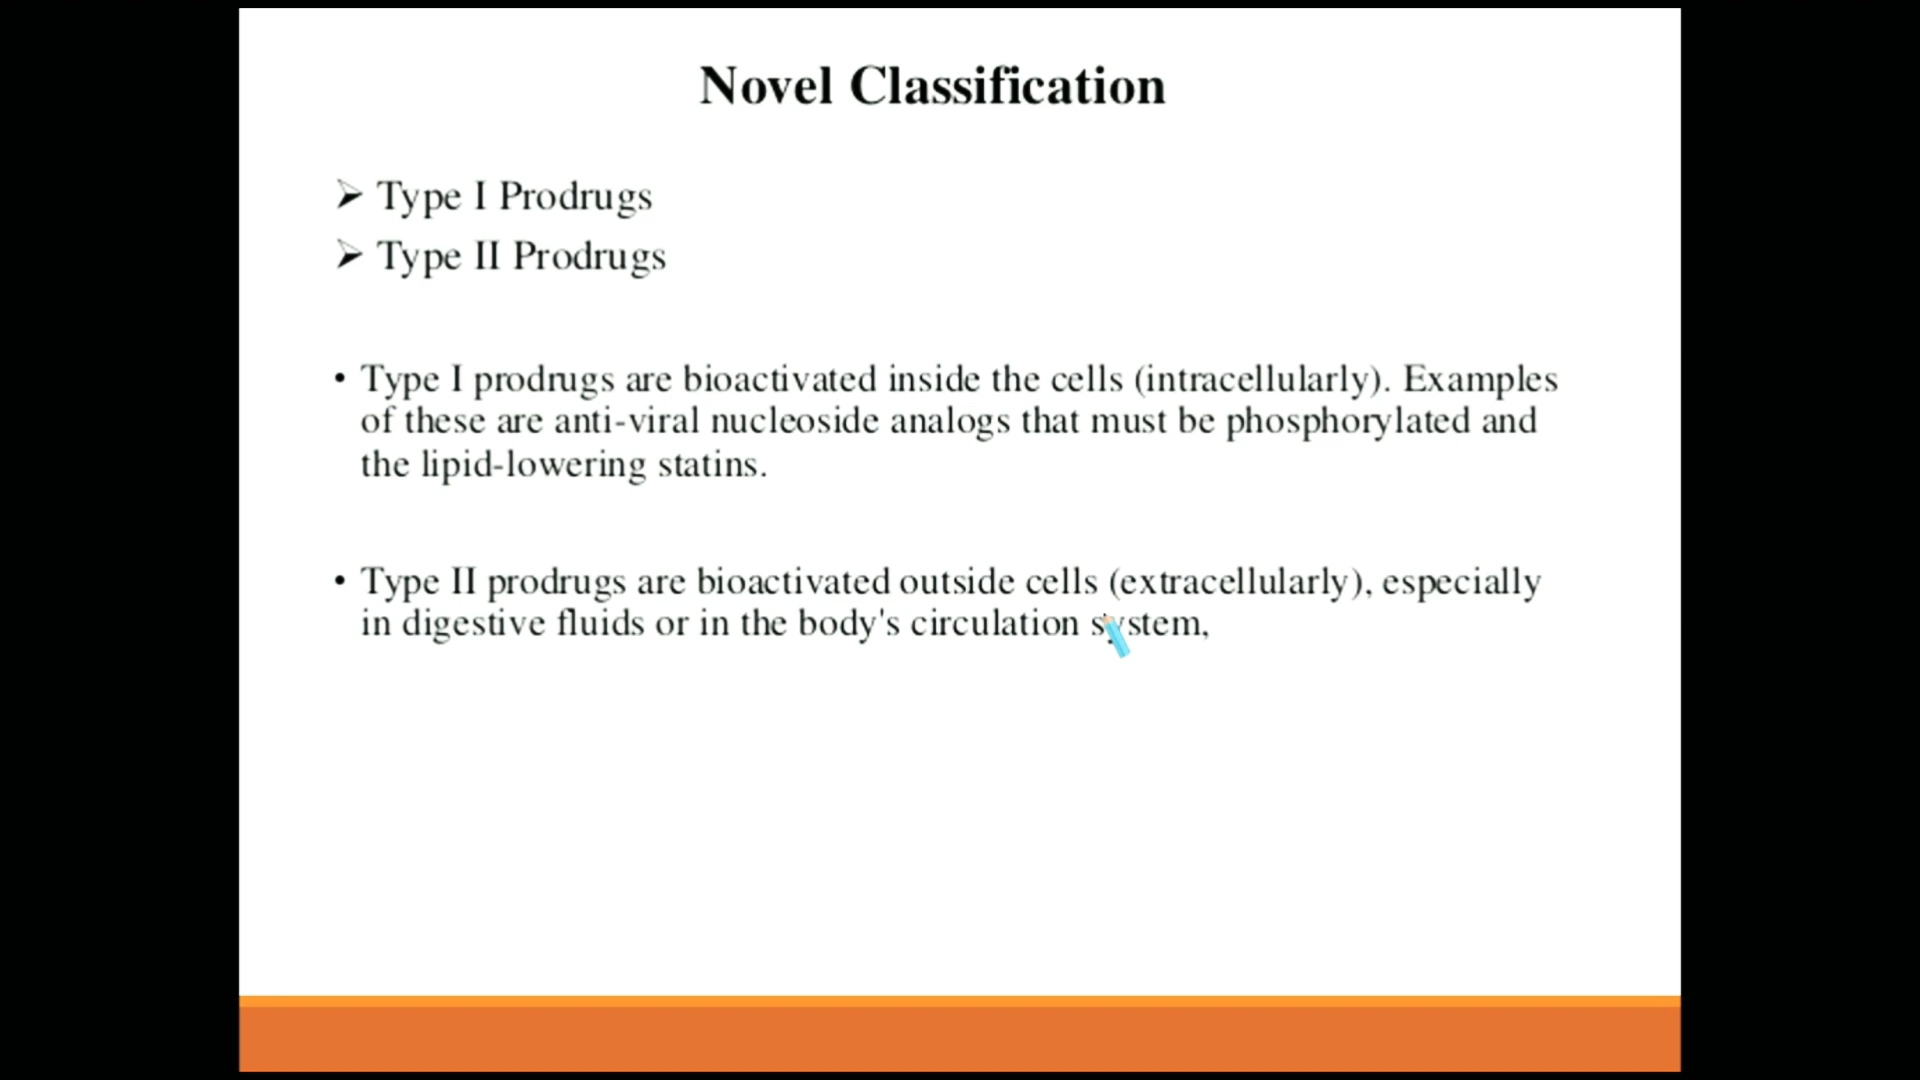 Novel Classification
➢ Type I Prodrugs
➢ Type II Prodrugs
• Type I prodrugs are bioactivated inside the cells (intracellularly). Examples
of these are anti-viral nucleoside analogs that must be phosphorylated and
the lipid-lowering statins.
• Type II prodrugs are bioactivated outside cells (extracellularly), especially
in digestive fluids or in the body's circulation system,